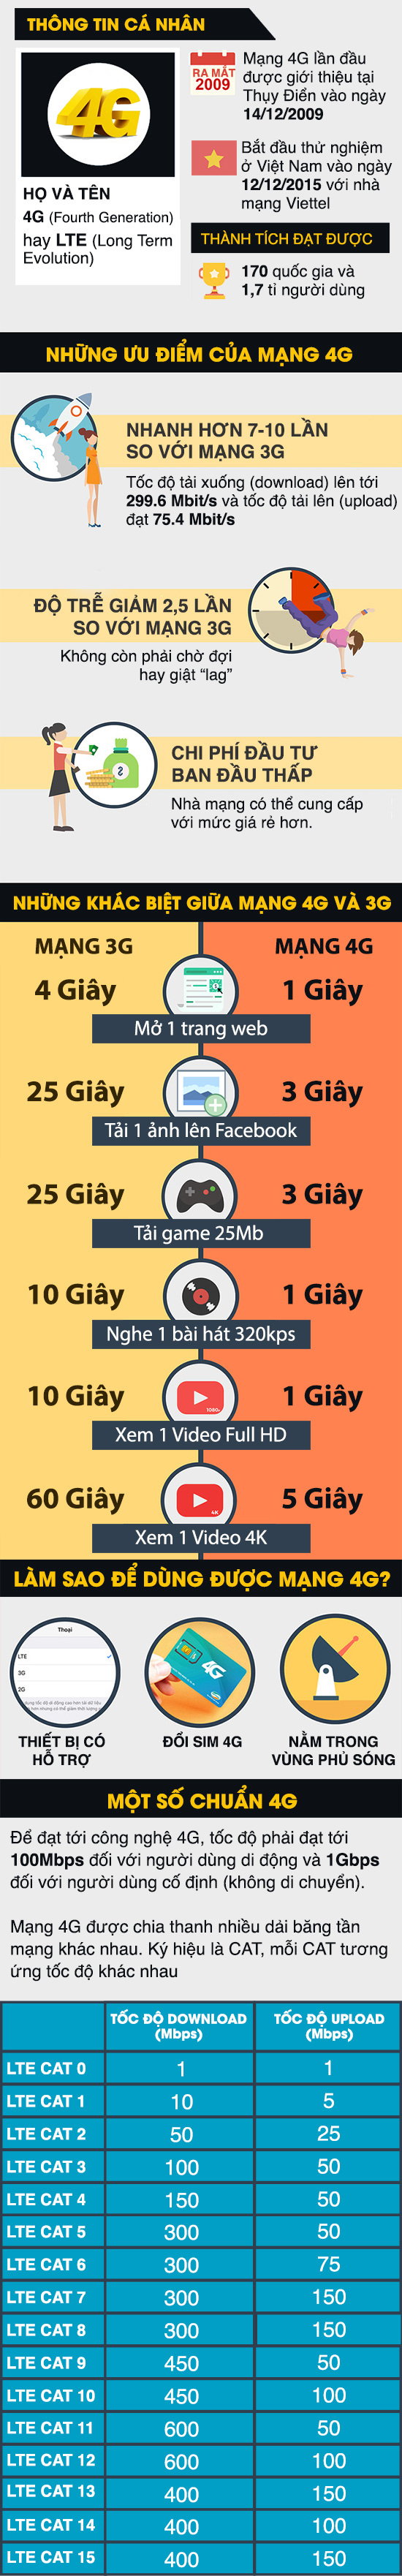 THÔNG TIN CÁ NHÂN
4G
HỌ VÀ TÊN
4G (Fourth Generation)
hay LTE (Long Term
Evolution)
RA MẮT
2009
Mạng 4G lần đầu
được giới thiệu tại
Thụy Điển vào ngày
14/12/2009
Bắt đầu thử nghiệm
ở Việt Nam vào ngày
12/12/2015 với nhà
mạng Viettel
THÀNH TÍCH ĐẠT ĐƯỢC
170 quốc gia và
1,7 tỉ người dùng
NHỮNG ƯU ĐIỂM CỦA MẠNG 4G
NHANH HƠN 7-10 LẦN
SO VỚI MẠNG 3G
Tốc độ tải xuống (download) lên tới
299.6 Mbit/s và tốc độ tải lên (upload)
đạt 75.4 Mbit/s
ĐỘ TRỄ GIẢM 2,5 LẦN
SO VỚI MẠNG 3G
Không còn phải chờ đợi
hay giật “lag”
CHI PHÍ ĐẦU TƯ
BAN ĐẦU THẤP
Nhà mạng có thể cung cấp
với mức giá rẻ hơn.
NHỮNG KHÁC BIỆT GIỮA MẠNG 4G VÀ 3G
MẠNG 3G MẠNG 4G
4 Giây 1 Giây
Mở 1 trang web
25 Giây 3 Giây
Tải 1 ảnh lên Facebook
25 Giây 3 Giây
Tải game 25Mb
10 Giây 1 Giây
Nghe 1 bài hát 320kps
10 Giây 1 Giây
Xem 1 Video Full HD
60 Giây 5 Giây
4K
Xem 1 Video 4K
LÀM SAO ĐỂ DÙNG ĐƯỢC MẠNG 4G?
Thoại
LTE
3G
2G
4G
THIẾT BỊ CÓ
HỖ TRỢ
ĐỔI SIM 4G
NẰM TRONG
VÙNG PHỦ SÓNG
MỘT SỐ CHUẨN 4G
Để đạt tới công nghệ 4G, tốc độ phải đạt tới
100Mbps đối với người dùng di động và 1Gbps
đối với người dùng cố định (không di chuyển).
Mạng 4G được chia thanh nhiều dải băng tần
mạng khác nhau. Ký hiệu là CAT, mỗi CAT tương
ứng tốc độ khác nhau
TỐC ĐỘ DOWNLOAD TỐC ĐỘ UPLOAD
(Mbps) (Mbps)
LTE CAT 0 1 1
LTE CAT 1 10 5
LTE CAT 2 50 25
LTE CAT 3 100 50
LTE CAT 4 150 50
LTE CAT 5 300 50
LTE CAT 6 300 75
LTE CAT 7 300 150
LTE CAT 8 300 150
LTE CAT 9 450 50
LTE CAT 10 450 100
LTE CAT 11 600 50
LTE CAT 12 600 100
LTE CAT 13 400 150
LTE CAT 14 400 100
LTE CAT 15 400 150